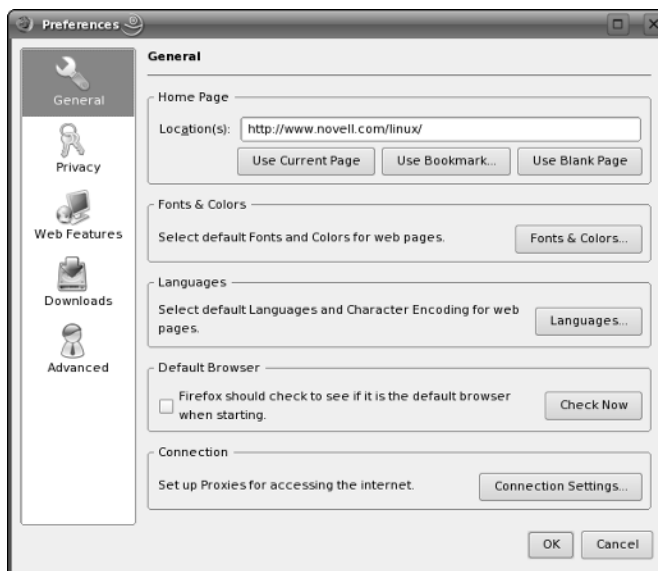 Preferences
General
Privacy
Web Features
Downloads
Advanced
General
Home Page
Location(s): http://www.novell.com/linux/
Use Current Page Use Bookmark... Use Blank Page
Fonts & Colors
Select default Fonts and Colors for web pages. Fonts & Colors...
Languages
Select default Languages and Character Encoding for web
pages.
Languages...
Default Browser
Firefox should check to see if it is the default browser
when starting.
Check Now
Connection
Set up Proxies for accessing the internet. Connection Settings...
OK Cancel